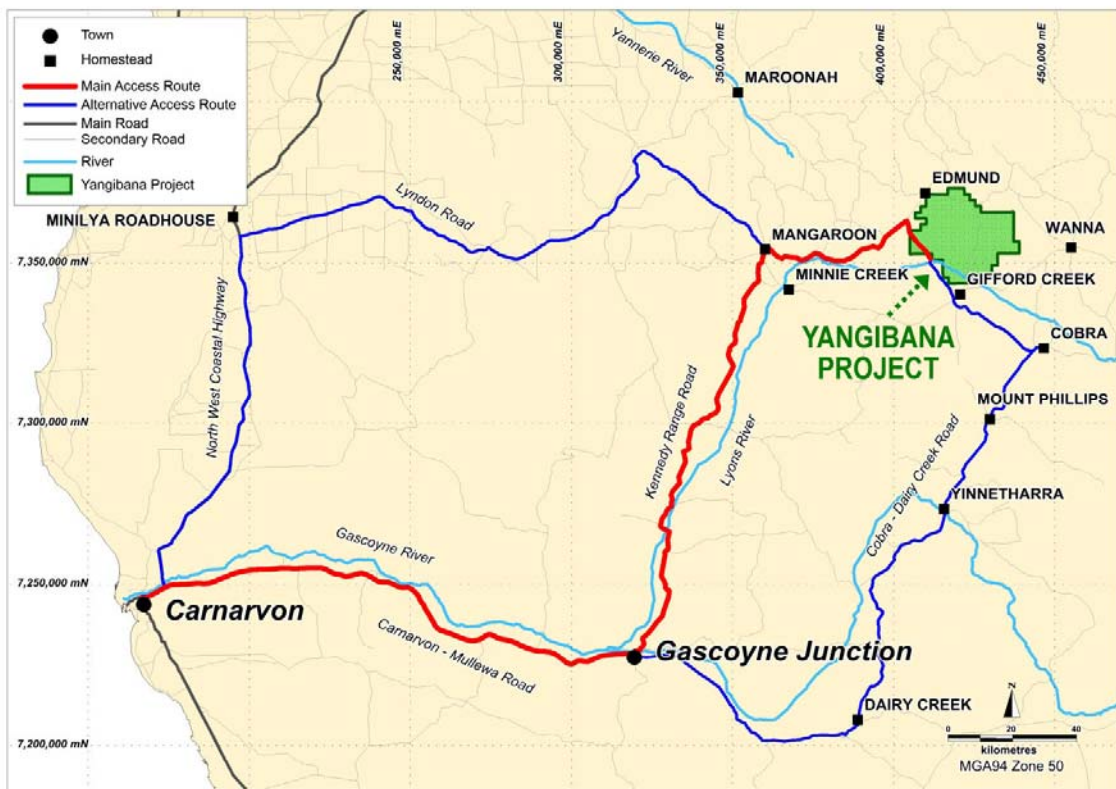 Town
Homestead
Main Access Route
Alternative Access Route
Main Road
Secondary Road
River
Yangibana Project
250,000 mE
300,000 mE
350,000 mE
400,000 mE
450,000 mE
Yannerie River
MAROONAH
EDMUND
Lyndon Road
MINILYA ROADHOUSE
WANNA
MANGAROON
7,350,000 mN
MINNIE CREEK
GIFFORD CREEK
YANGIBANA
PROJECT
COBRA
North West Coastal Highway
Kennedy Range Road
Lyons River
MOUNT PHILLIPS
7,300,000 mN
Cobra - Dairy Creek Road
YINNETHARRA
Gascoyne River
7,250,000 mN
Carnarvon
Carnarvon - Mullewa Road
Gascoyne Junction
DAIRY CREEK
N
7,200,000 mN
0 20 40
kilometres
MGA94 Zone 50